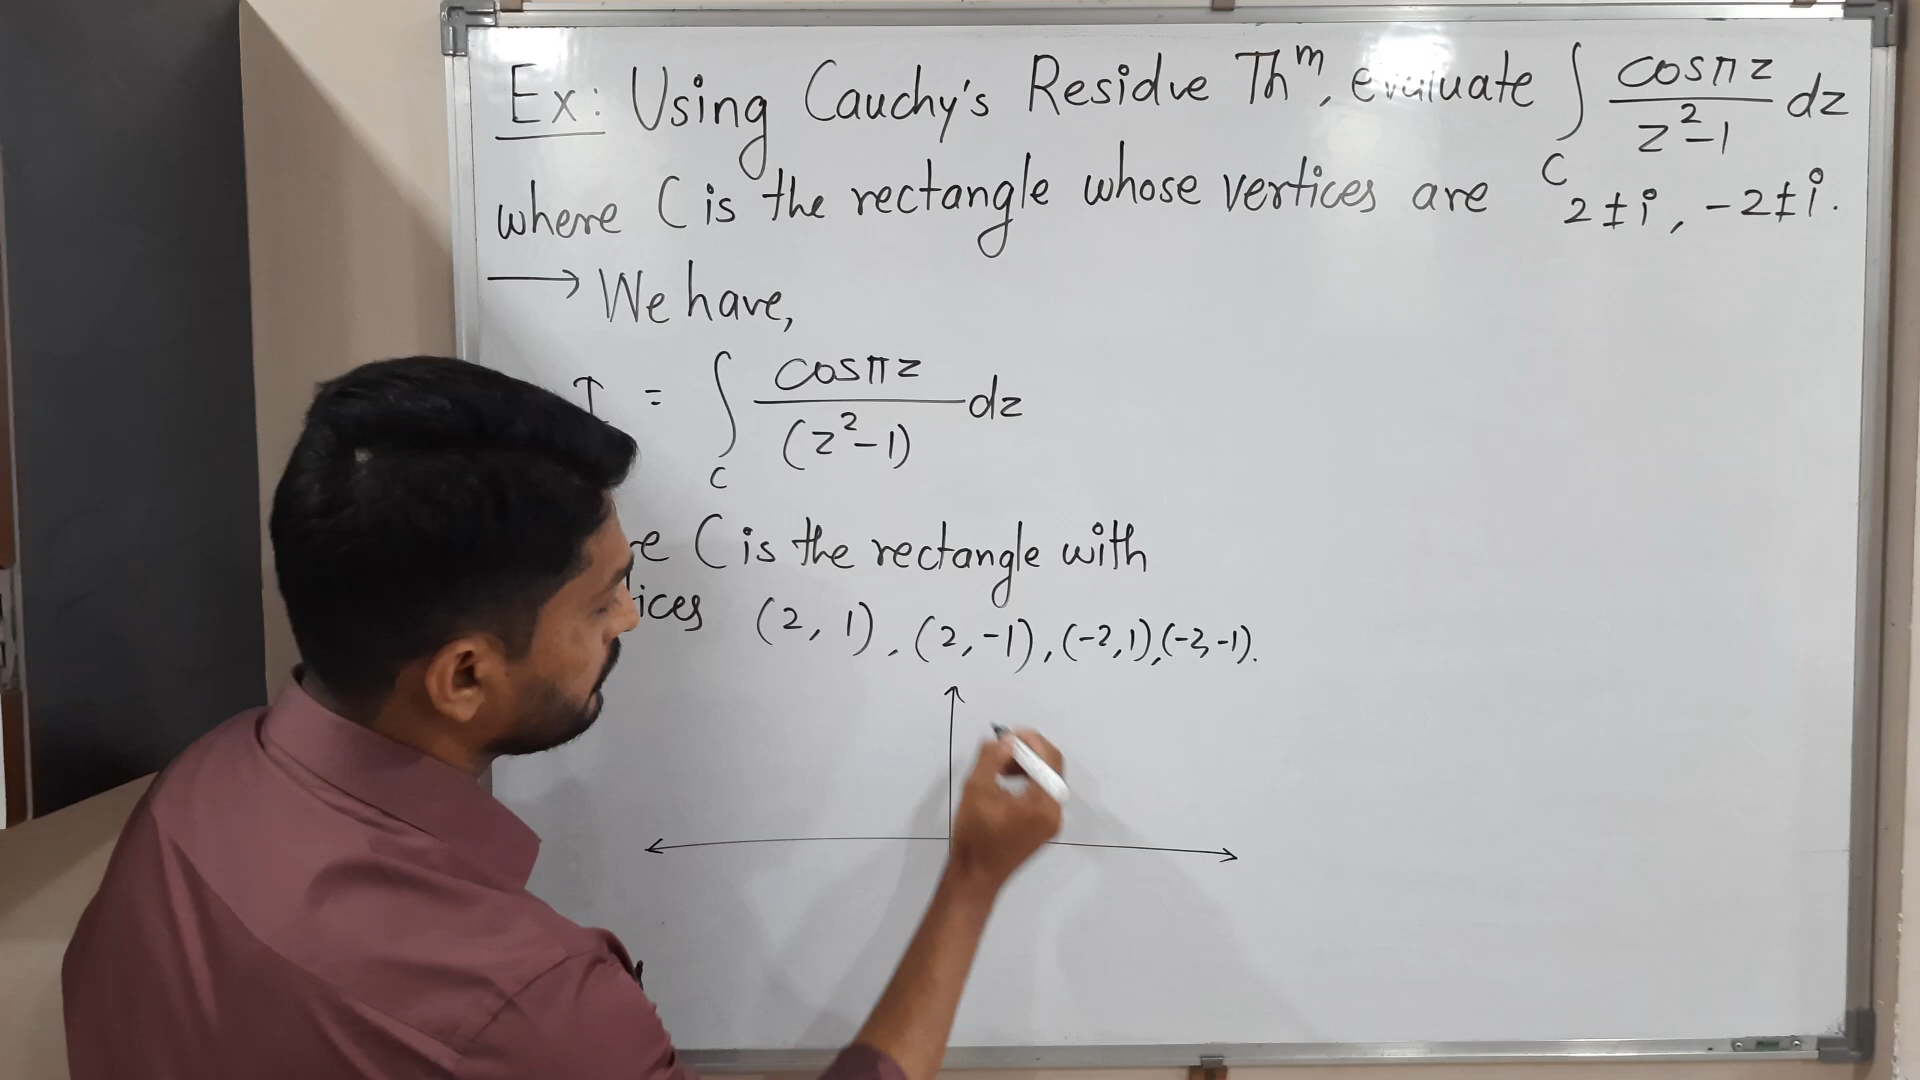 Ex: Using Cauchy's Residue Thᵐ, evaluate ∫_C cosπz / z²-1 dz
where C is the rectangle whose vertices are 2±i, -2±i.
→ We have,
I = ∫_C cosπz / (z²-1) dz
C is the rectangle with
(2, 1), (2,-1), (-2,1), (-2,-1).